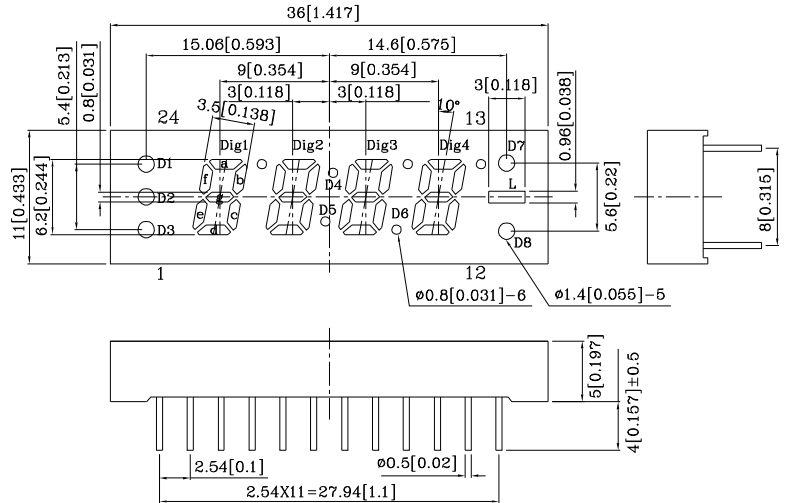 36[1.417]
15.06[0.593]
14.6[0.575]
9[0.354]
9[0.354]
3[0.118]
3[0.118]
3[0.118]
3.5[0.138]
10°
5.4[0.213]
0.8[0.031]
0.96[0.038]
24
13
Dig1
Dig2
Dig3
Dig4
D7
D1
a
f
b
D4
L
D2
g
e
c
D5
D6
D3
d
D8
11[0.433]
6.2[0.244]
5.6[0.22]
8[0.315]
1
12
ø0.8[0.031]-6
ø1.4[0.055]-5
5[0.197]
4[0.157]±0.5
2.54[0.1]
ø0.5[0.02]
2.54X11=27.94[1.1]